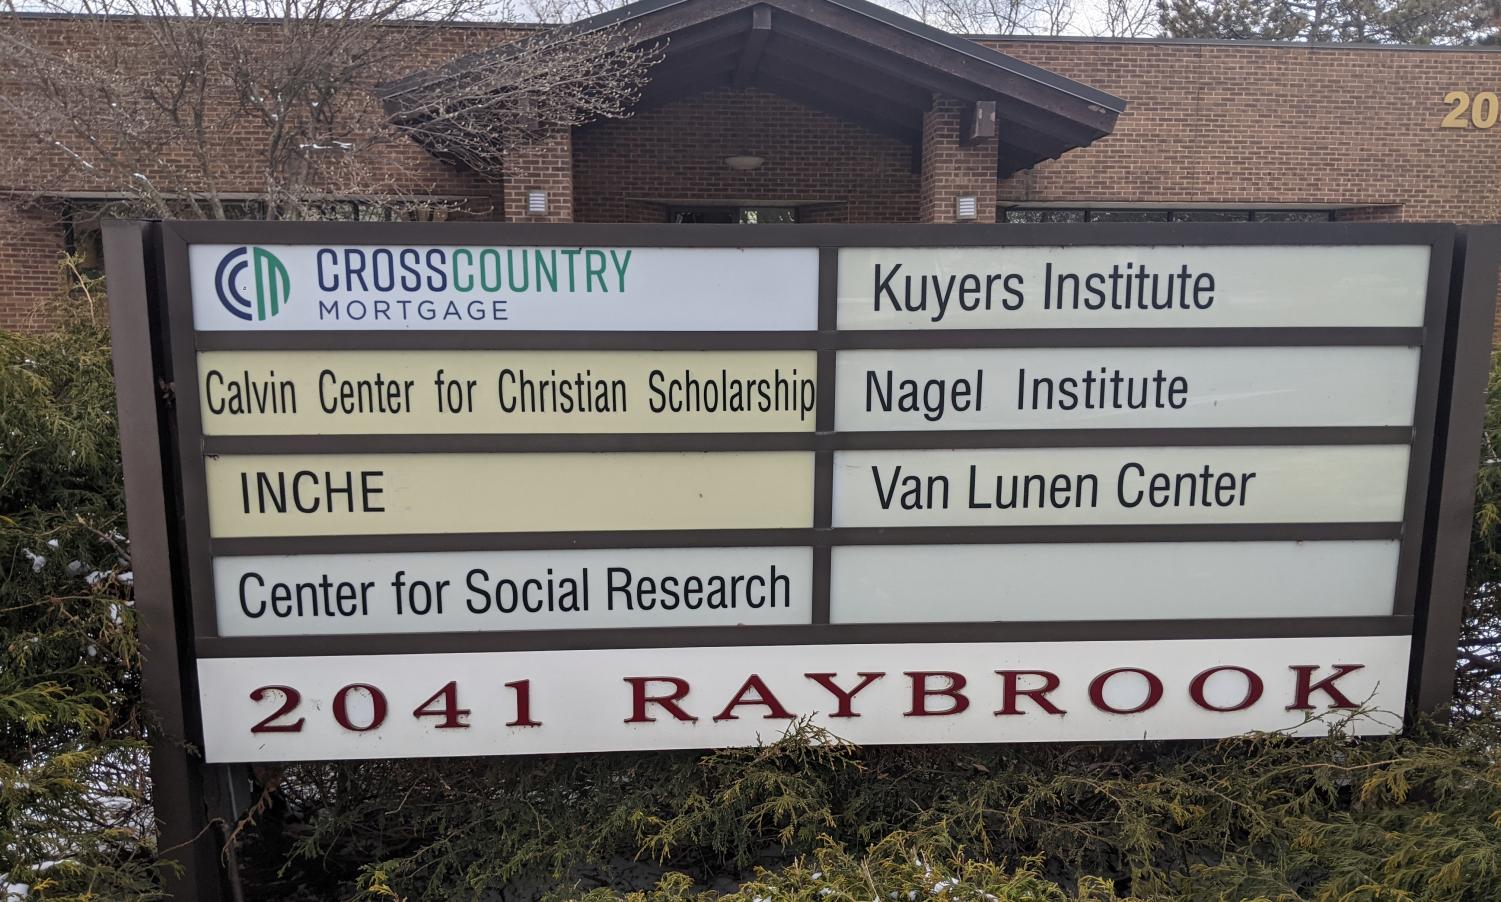 20
CROSSCOUNTRY
MORTGAGE
Calvin Center for Christian Scholarship
INCHE
Center for Social Research
Kuyers Institute
Nagel Institute
Van Lunen Center
2041 RAYBROOK